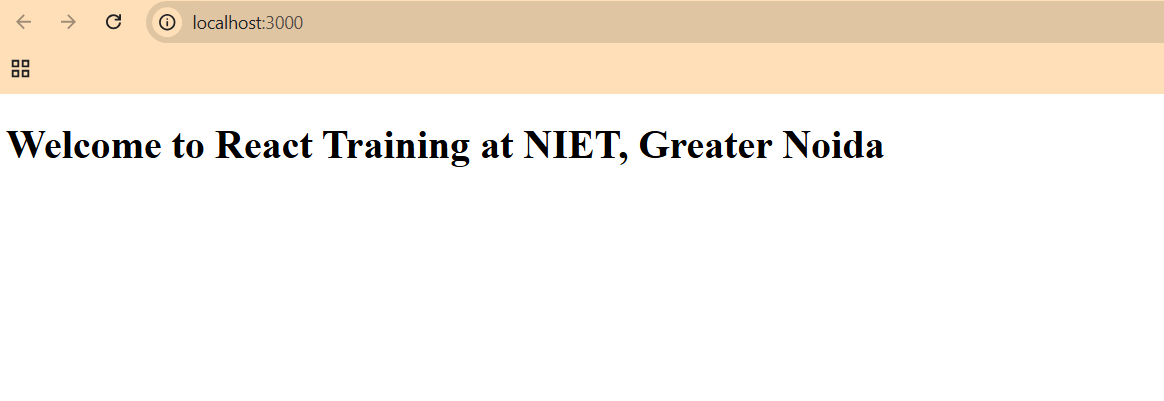 localhost:3000
Welcome to React Training at NIET, Greater Noida